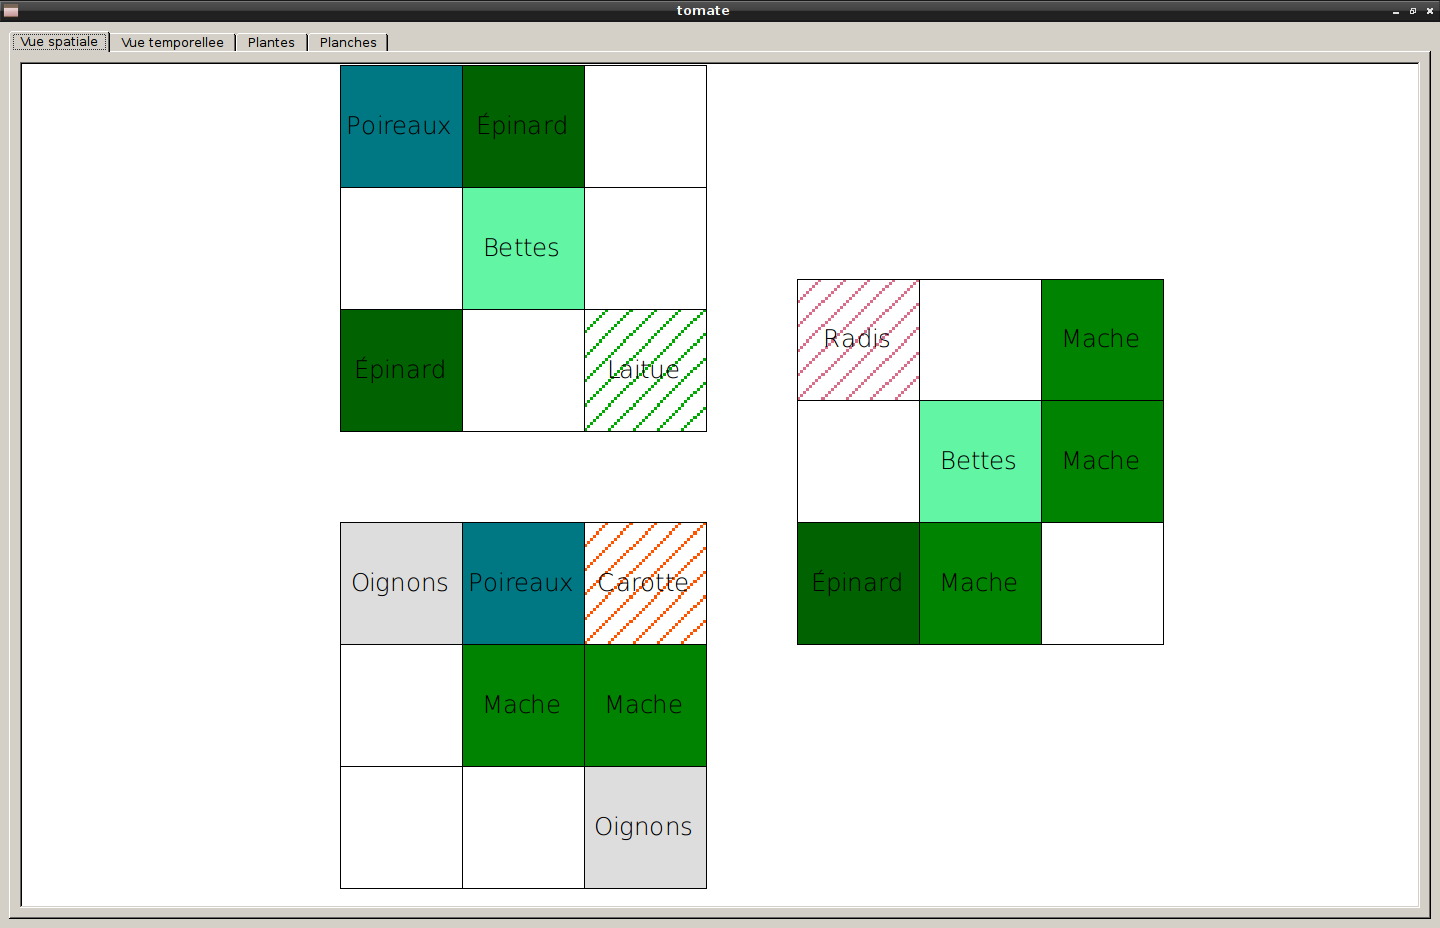 tomate
Vue spatiale Vue temporellee Plantes Planches
Poireaux Épinard
Bettes
Épinard Laitue
Radis Mache
Bettes Mache
Épinard Mache
Oignons Poireaux Carotte
Mache Mache
Oignons